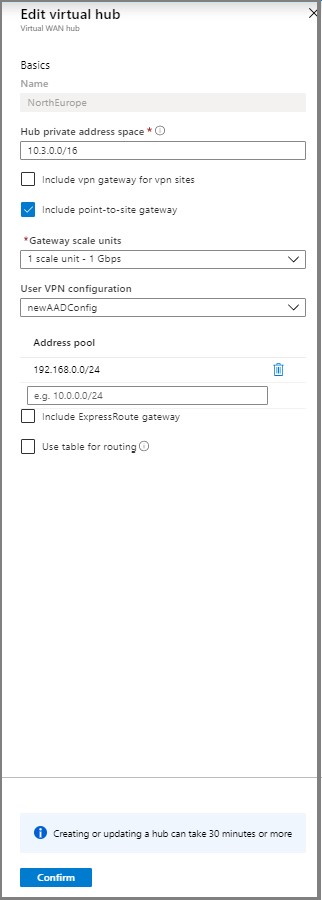 Edit virtual hub
Virtual WAN hub
Basics
Name
NorthEurope
Hub private address space *
10.3.0.0/16
Include vpn gateway for vpn sites
Include point-to-site gateway
*Gateway scale units
1 scale unit - 1 Gbps
User VPN configuration
newAADConfig
Address pool
192.168.0.0/24
e.g. 10.0.0.0/24
Include ExpressRoute gateway
Use table for routing
Creating or updating a hub can take 30 minutes or more
Confirm